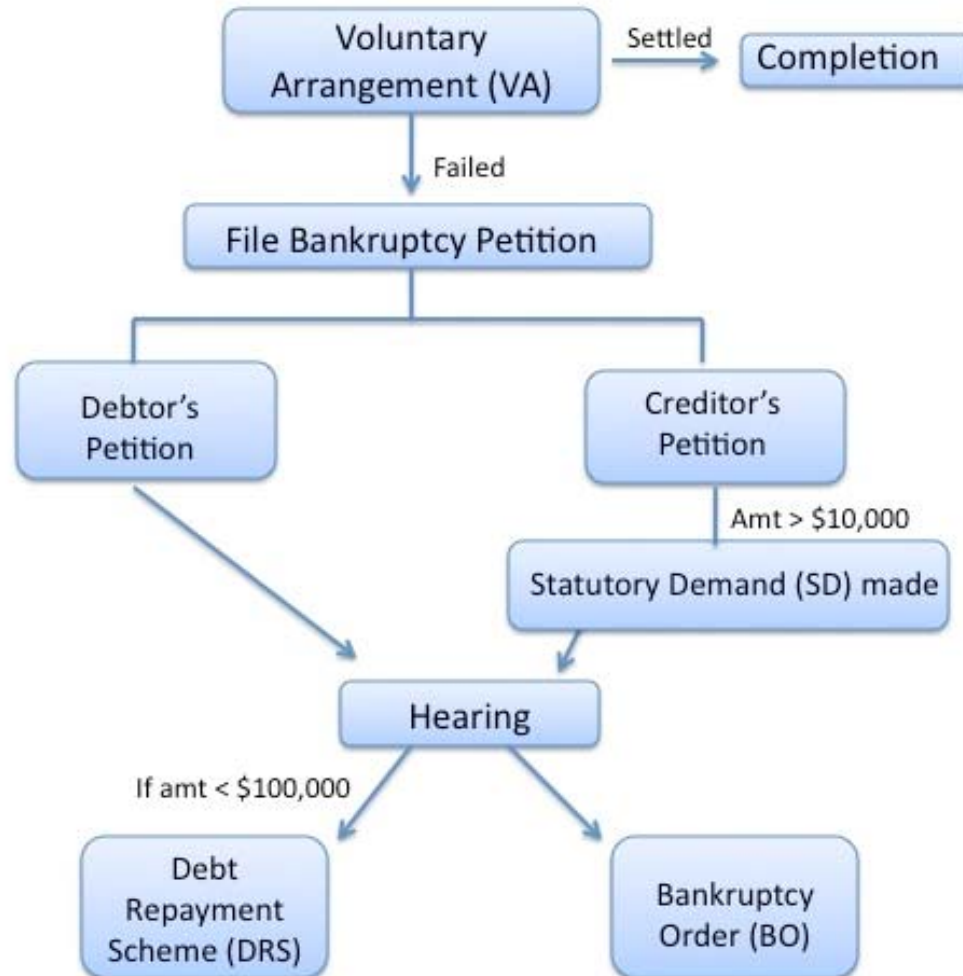 Voluntary
Arrangement (VA)
Settled
Completion
Failed
File Bankruptcy Petition
Debtor’s
Petition
Creditor’s
Petition
Amt > $10,000
Statutory Demand (SD) made
Hearing
If amt < $100,000
Debt
Repayment
Scheme (DRS)
Bankruptcy
Order (BO)